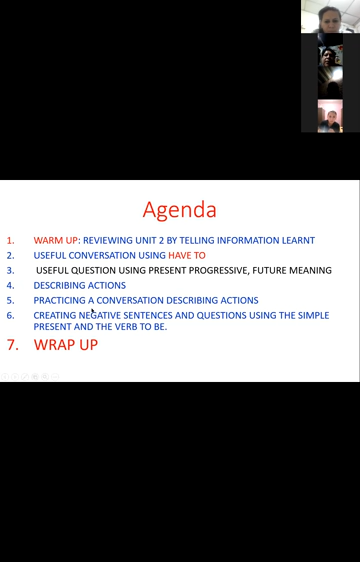 Agenda
1. WARM UP: REVIEWING UNIT 2 BY TELLING INFORMATION LEARNT
2. USEFUL CONVERSATION USING HAVE TO
3. USEFUL QUESTION USING PRESENT PROGRESSIVE, FUTURE MEANING
4. DESCRIBING ACTIONS
5. PRACTICING A CONVERSATION DESCRIBING ACTIONS
6. CREATING NEGATIVE SENTENCES AND QUESTIONS USING THE SIMPLE
PRESENT AND THE VERB TO BE.
7. WRAP UP